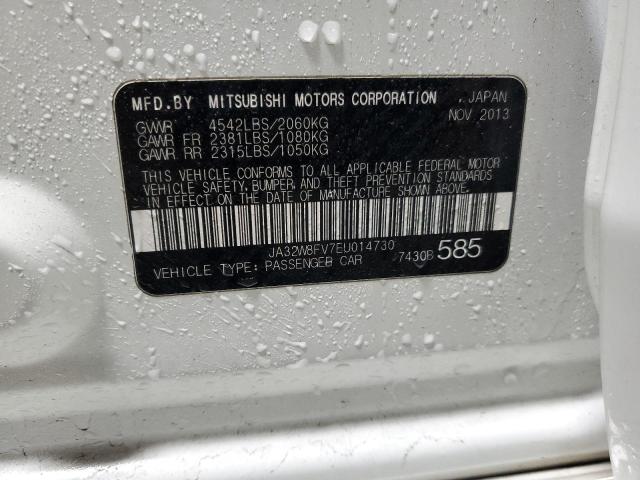 MFD.BY MITSUBISHI MOTORS CORPORATION , JAPAN
GVWR 4542LBS/2060KG NOV 2013
GAWR FR 2381LBS/1080KG
GAWR RR 2315LBS/1050KG
THIS VEHICLE CONFORMS TO ALL APPLICABLE FEDERAL MOTOR
VEHICLE SAFETY, BUMPER, AND THEFT PREVENTION STANDARDS
IN EFFECT ON THE DATE OF MANUFACTURE SHOWN ABOVE.
JA32W8FV7EU014730
VEHICLE TYPE: PASSENGER CAR 7430B 585